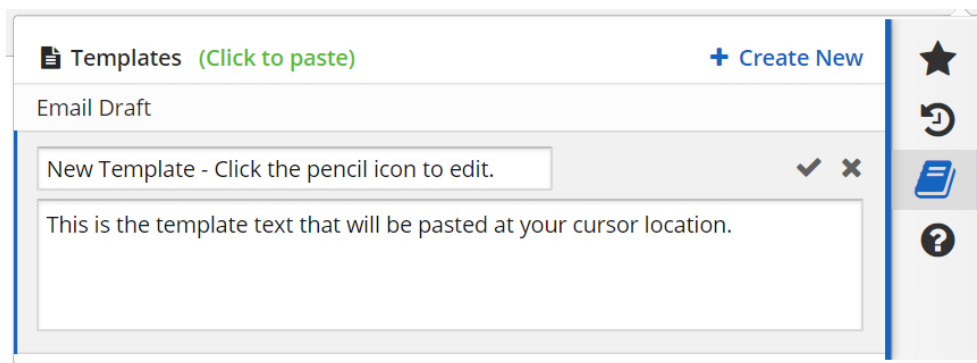 Templates (Click to paste) + Create New
Email Draft
New Template - Click the pencil icon to edit.
This is the template text that will be pasted at your cursor location.